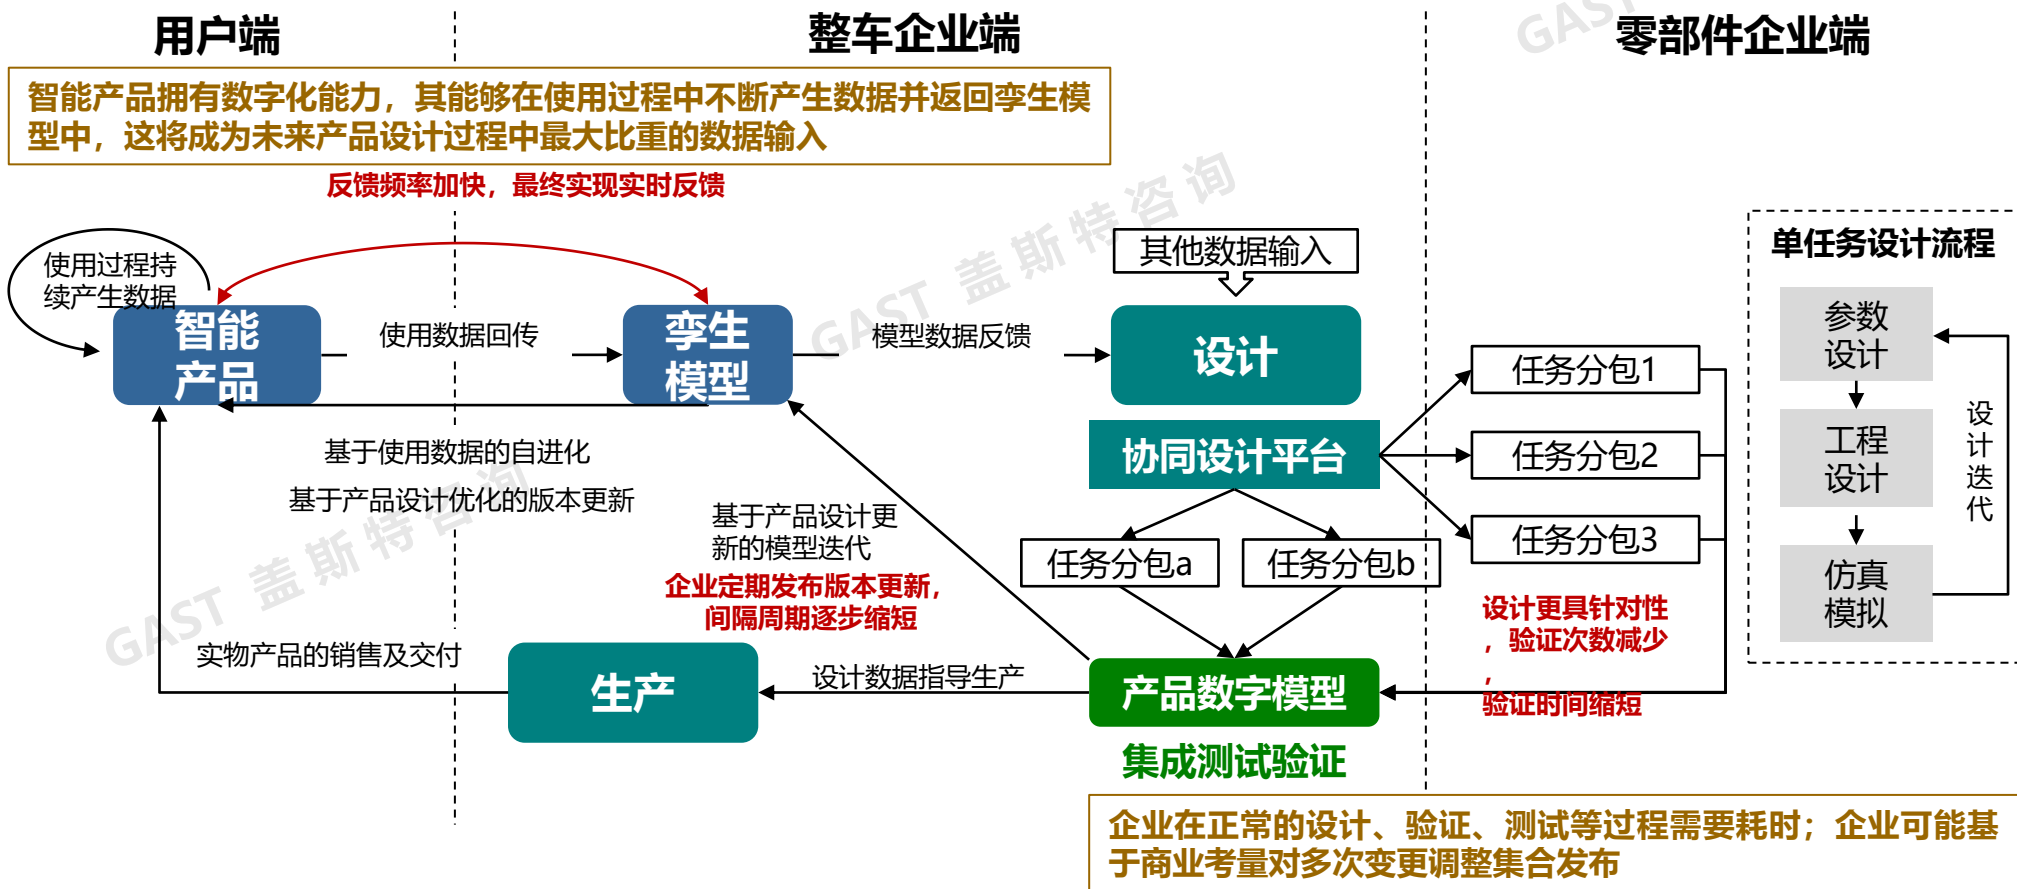 用户端
整车企业端
零部件企业端
智能产品拥有数字化能力，其能够在使用过程中不断产生数据并返回孪生模
型中，这将成为未来产品设计过程中最大比重的数据输入
反馈频率加快，最终实现实时反馈
使用过程持
续产生数据
智能
产品
使用数据回传
孪生
模型
模型数据反馈
其他数据输入
设计
协同设计平台
任务分包1
任务分包2
任务分包3
单任务设计流程
参数
设计
工程
设计
仿真
模拟
设
计
迭
代
基于使用数据的自进化
基于产品设计优化的版本更新
基于产品设计更
新的模型迭代
企业定期发布版本更新，
间隔周期逐步缩短
任务分包a
任务分包b
设计更具针对性
，验证次数减少
，
验证时间缩短
实物产品的销售及交付
生产
设计数据指导生产
产品数字模型
集成测试验证
企业在正常的设计、验证、测试等过程需要耗时；企业可能基
于商业考量对多次变更调整集合发布
GAST 盖斯特咨询
GAST 盖斯特咨询
GAST